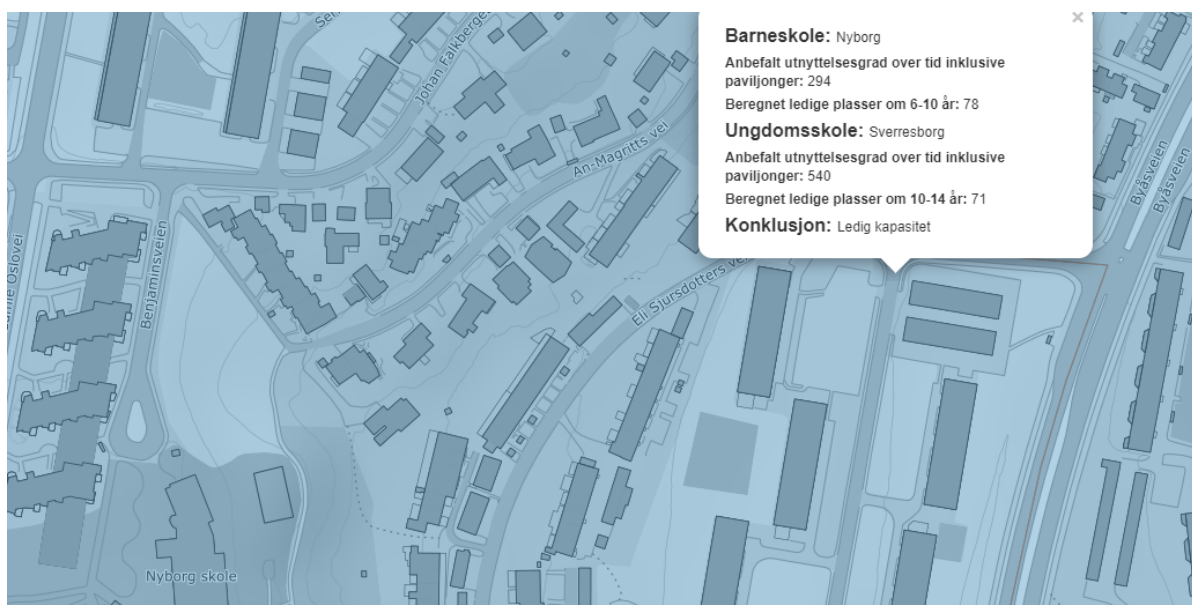 Barneskole: Nyborg
Anbefalt utnyttelsesgrad over tid inklusive
paviljonger: 294
Beregnet ledige plasser om 6-10 år: 78
Ungdomsskole: Sverresborg
Anbefalt utnyttelsesgrad over tid inklusive
paviljonger: 540
Beregnet ledige plasser om 10-14 år: 71
Konklusjon: Ledig kapasitet
×
Johan Falkberget
An-Magritts vei
Byåsveien
Byåsveien
Oslovei
Benjaminsveien
Eli Sjursdotters
Nyborg skole